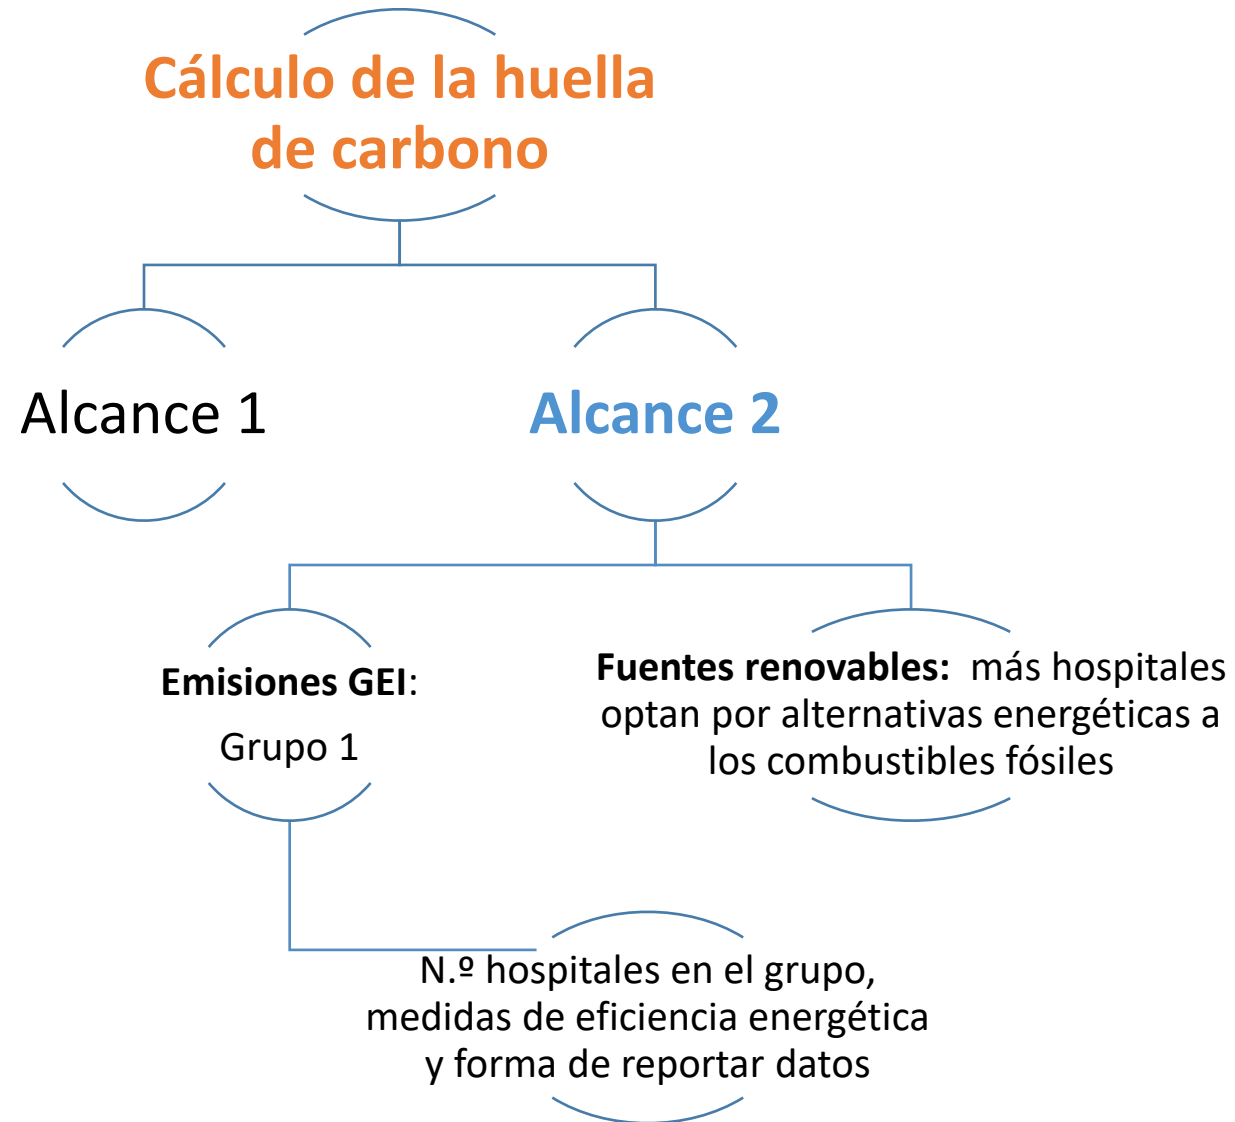 Cálculo de la huella
de carbono
Alcance 1
Alcance 2
Emisiones GEI:
Grupo 1
Fuentes renovables: más hospitales
optan por alternativas energéticas a
los combustibles fósiles
N.º hospitales en el grupo,
medidas de eficiencia energética
y forma de reportar datos